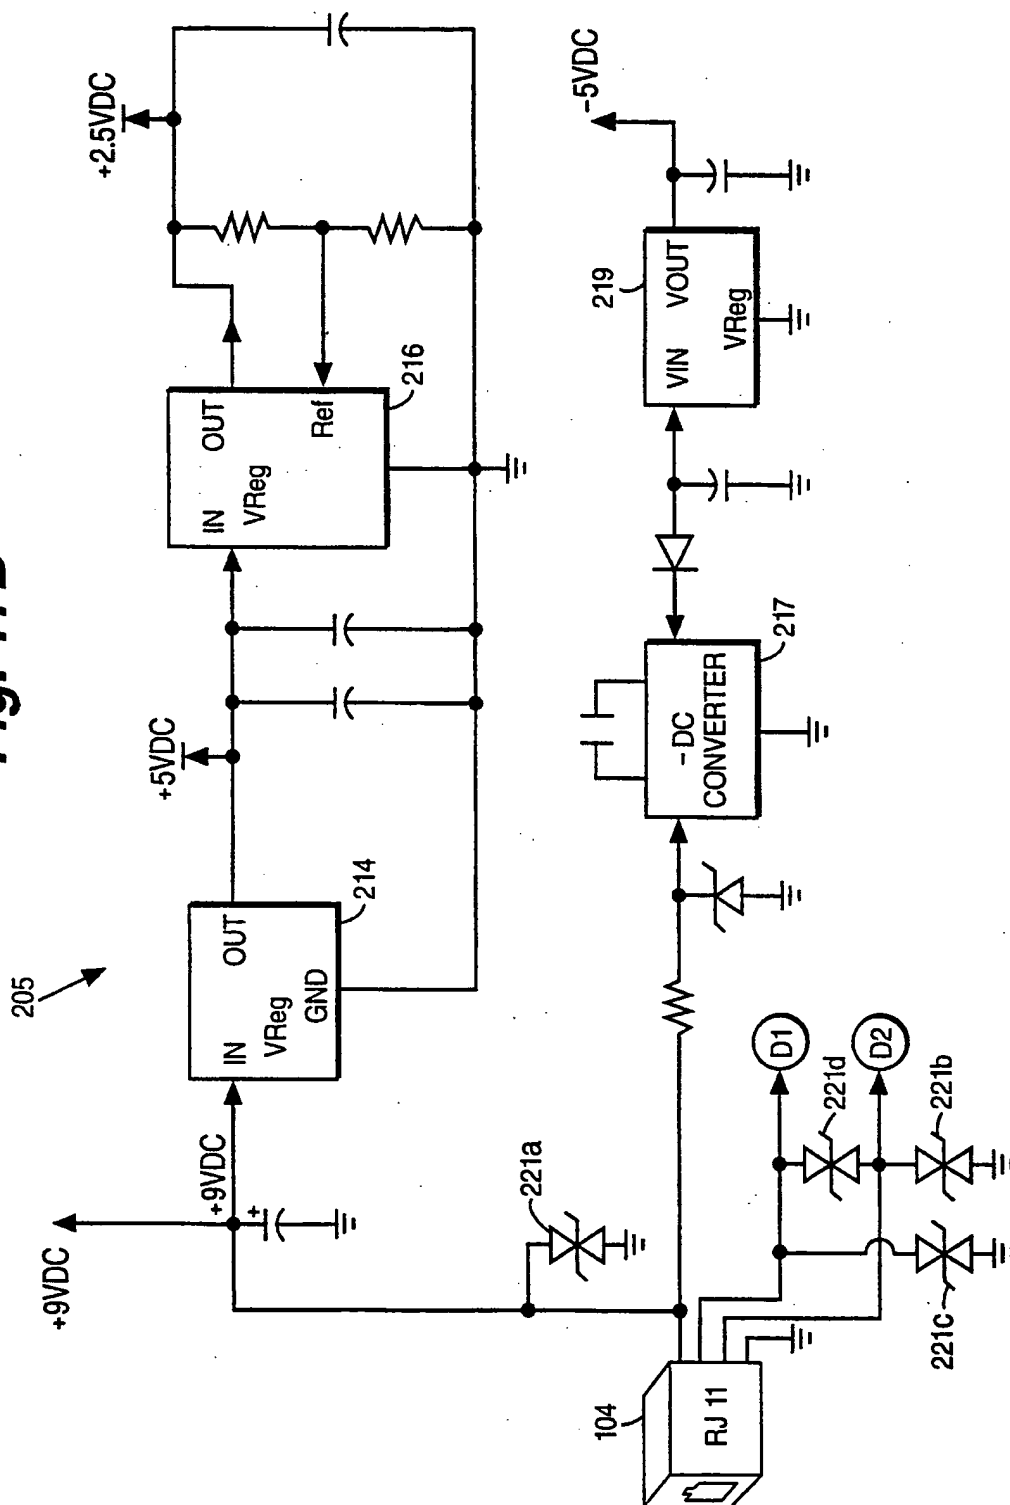 205
+9VDC
+9VDC
+
IN
OUT
VReg
GND
214
+5VDC
IN
OUT
VReg
Ref
216
+2.5VDC
104
RJ 11
221a
221c
221d
221b
D1
D2
-DC
CONVERTER
217
VIN
VOUT
VReg
219
-5VDC